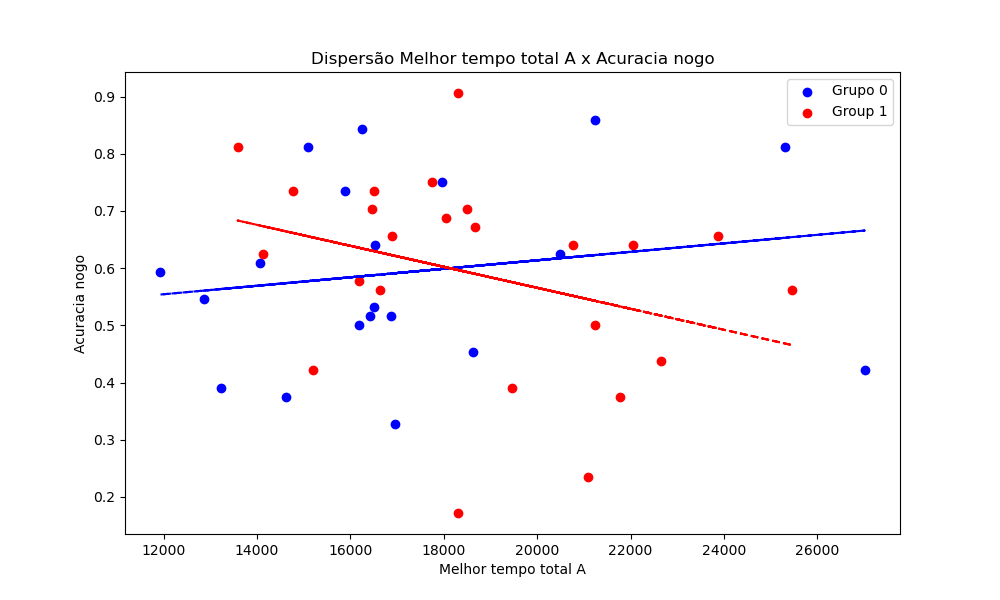 Dispersão Melhor tempo total A x Acuracia nogo
Grupo 0
Group 1
Acuracia nogo
0.9
0.8
0.7
0.6
0.5
0.4
0.3
0.2
12000 14000 16000 18000 20000 22000 24000 26000
Melhor tempo total A